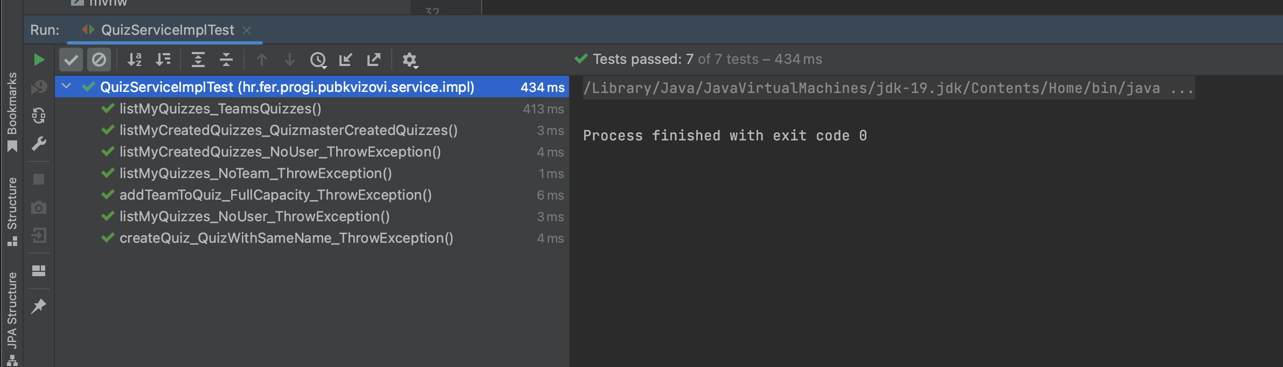 mvnw
32
Run: QuizServiceImplTest
Tests passed: 7 of 7 tests – 434 ms
QuizServiceImplTest (hr.fer.progi.pubkvizovi.service.impl) 434 ms
/Library/Java/JavaVirtualMachines/jdk-19.jdk/Contents/Home/bin/java ...
listMyQuizzes_TeamsQuizzes() 413 ms
listMyCreatedQuizzes_QuizmasterCreatedQuizzes() 3 ms
Process finished with exit code 0
listMyCreatedQuizzes_NoUser_ThrowException() 4 ms
listMyQuizzes_NoTeam_ThrowException() 1 ms
addTeamToQuiz_FullCapacity_ThrowException() 6 ms
listMyQuizzes_NoUser_ThrowException() 3 ms
createQuiz_QuizWithSameName_ThrowException() 4 ms
Bookmarks
Structure
JPA Structure